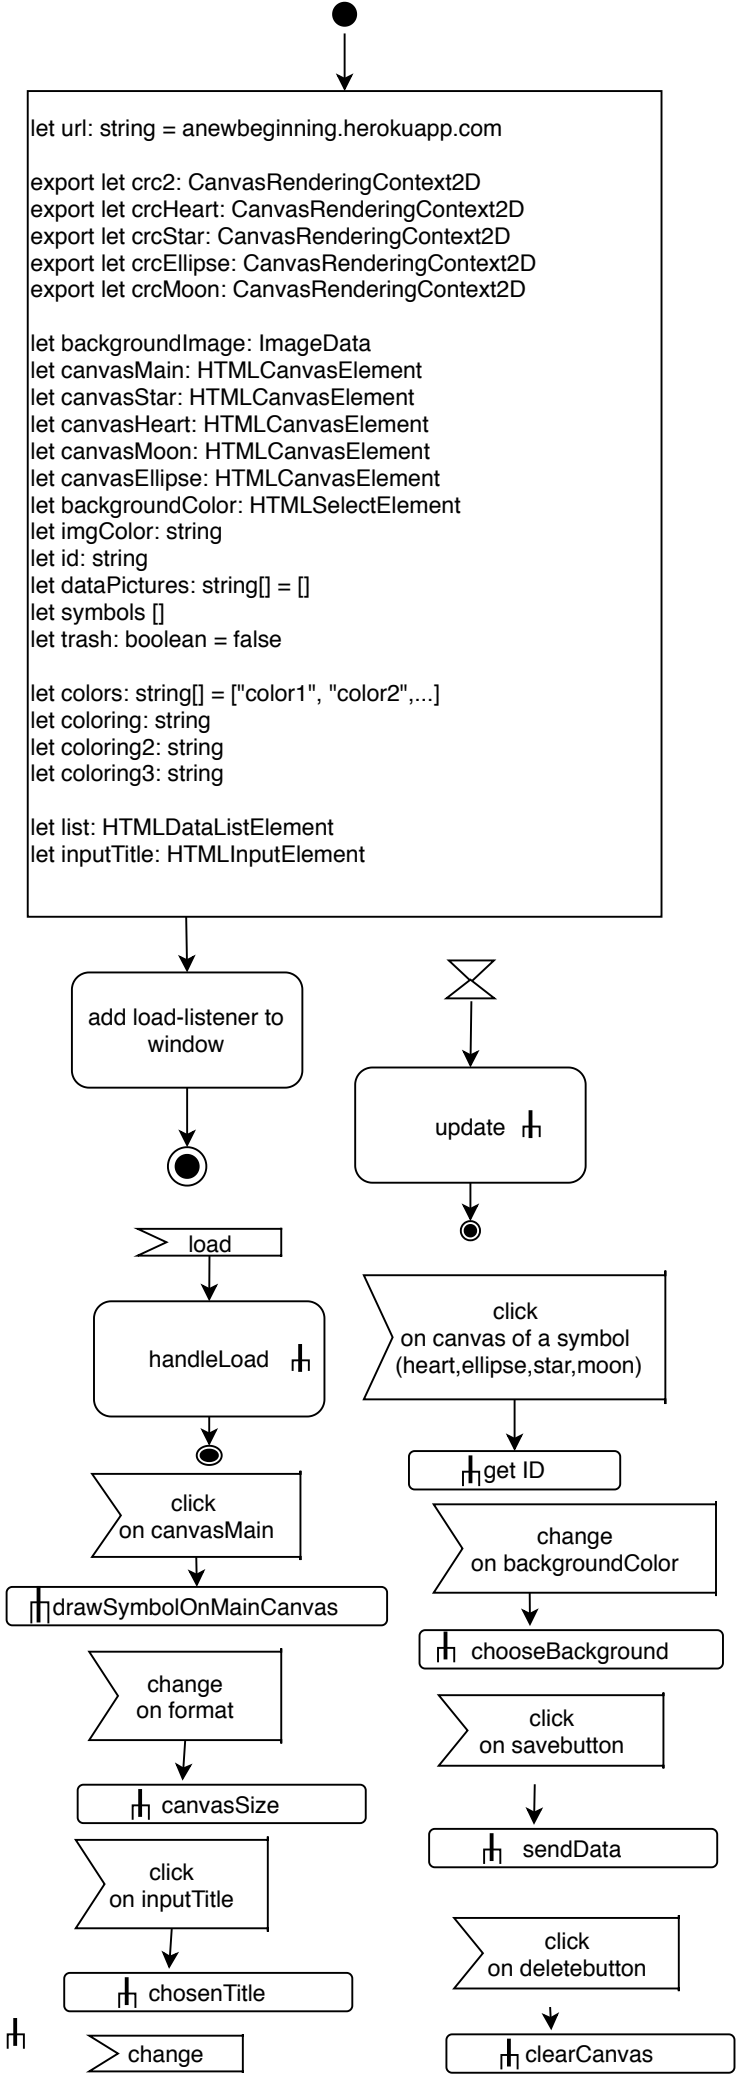 let url: string = anewbeginning.herokuapp.com
export let crc2: CanvasRenderingContext2D
export let crcHeart: CanvasRenderingContext2D
export let crcStar: CanvasRenderingContext2D
export let crcEllipse: CanvasRenderingContext2D
export let crcMoon: CanvasRenderingContext2D
let backgroundImage: ImageData
let canvasMain: HTMLCanvasElement
let canvasStar: HTMLCanvasElement
let canvasHeart: HTMLCanvasElement
let canvasMoon: HTMLCanvasElement
let canvasEllipse: HTMLCanvasElement
let backgroundColor: HTMLSelectElement
let imgColor: string
let id: string
let dataPictures: string[] = []
let symbols []
let trash: boolean = false
let colors: string[] = ["color1", "color2",...]
let coloring: string
let coloring2: string
let coloring3: string
let list: HTMLDataListElement
let inputTitle: HTMLInputElement
add load-listener to
window
update
load
handleLoad
click
on canvas of a symbol
(heart,ellipse,star,moon)
get ID
click
on canvasMain
drawSymbolOnMainCanvas
change
on backgroundColor
chooseBackground
change
on format
canvasSize
click
on savebutton
sendData
click
on inputTitle
chosenTitle
click
on deletebutton
clearCanvas
change